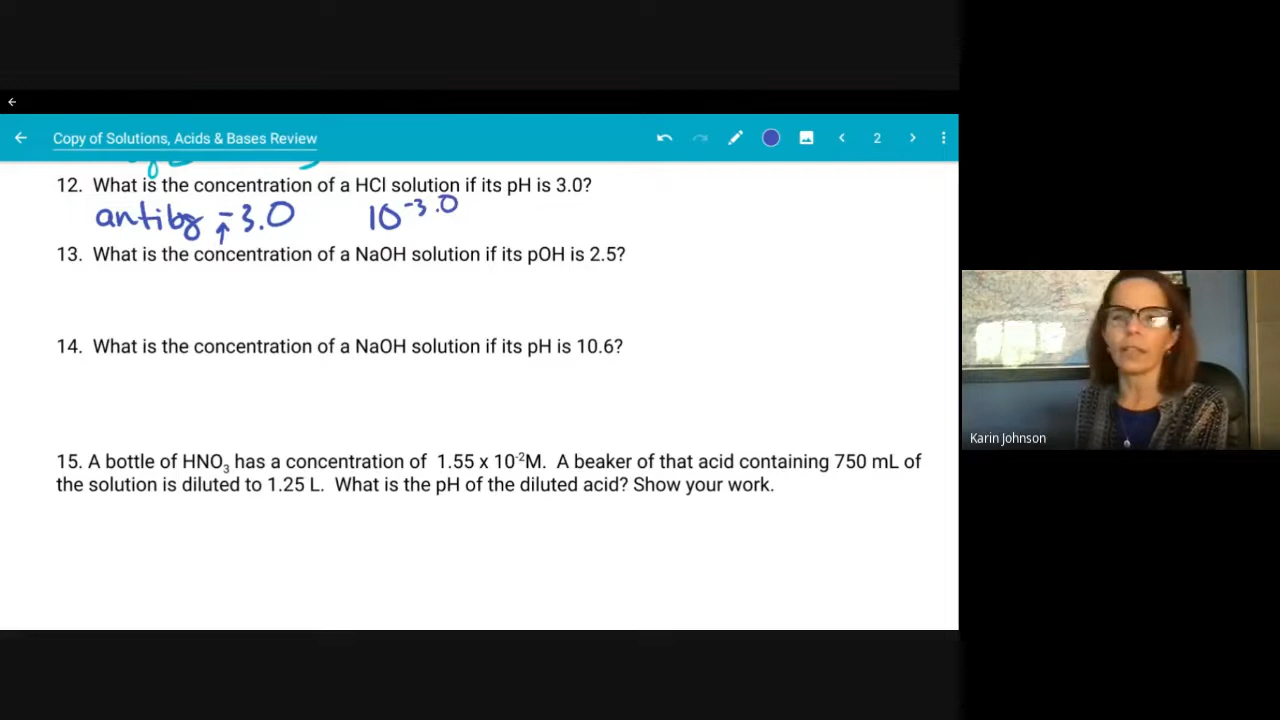 Copy of Solutions, Acids & Bases Review
2
12. What is the concentration of a HCl solution if its pH is 3.0?
antilog -3.0 10^-3.0
13. What is the concentration of a NaOH solution if its pOH is 2.5?
14. What is the concentration of a NaOH solution if its pH is 10.6?
15. A bottle of HNO₃ has a concentration of 1.55 x 10⁻²M. A beaker of that acid containing 750 mL of
the solution is diluted to 1.25 L. What is the pH of the diluted acid? Show your work.
Karin Johnson